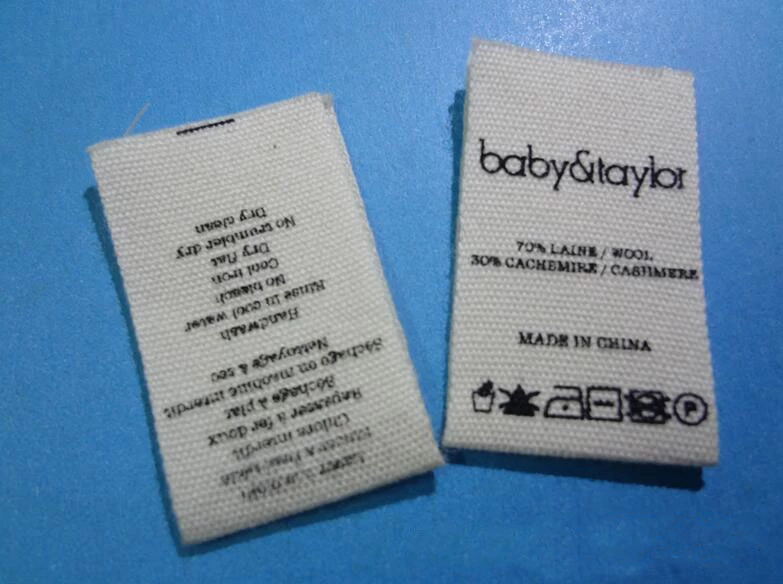 Chlore interdit
Repasser à fer doux
Séchage à plat
Séchage en machine interdit
Nettoyage à sec
Handwash
Rinse in cool water
No bleach
Cool iron
Dry flat
No trumbler dry
Dry clean
baby&taylor
70% LAINE / WOOL
30% CACHEMIRE / CASHMERE
MADE IN CHINA
P